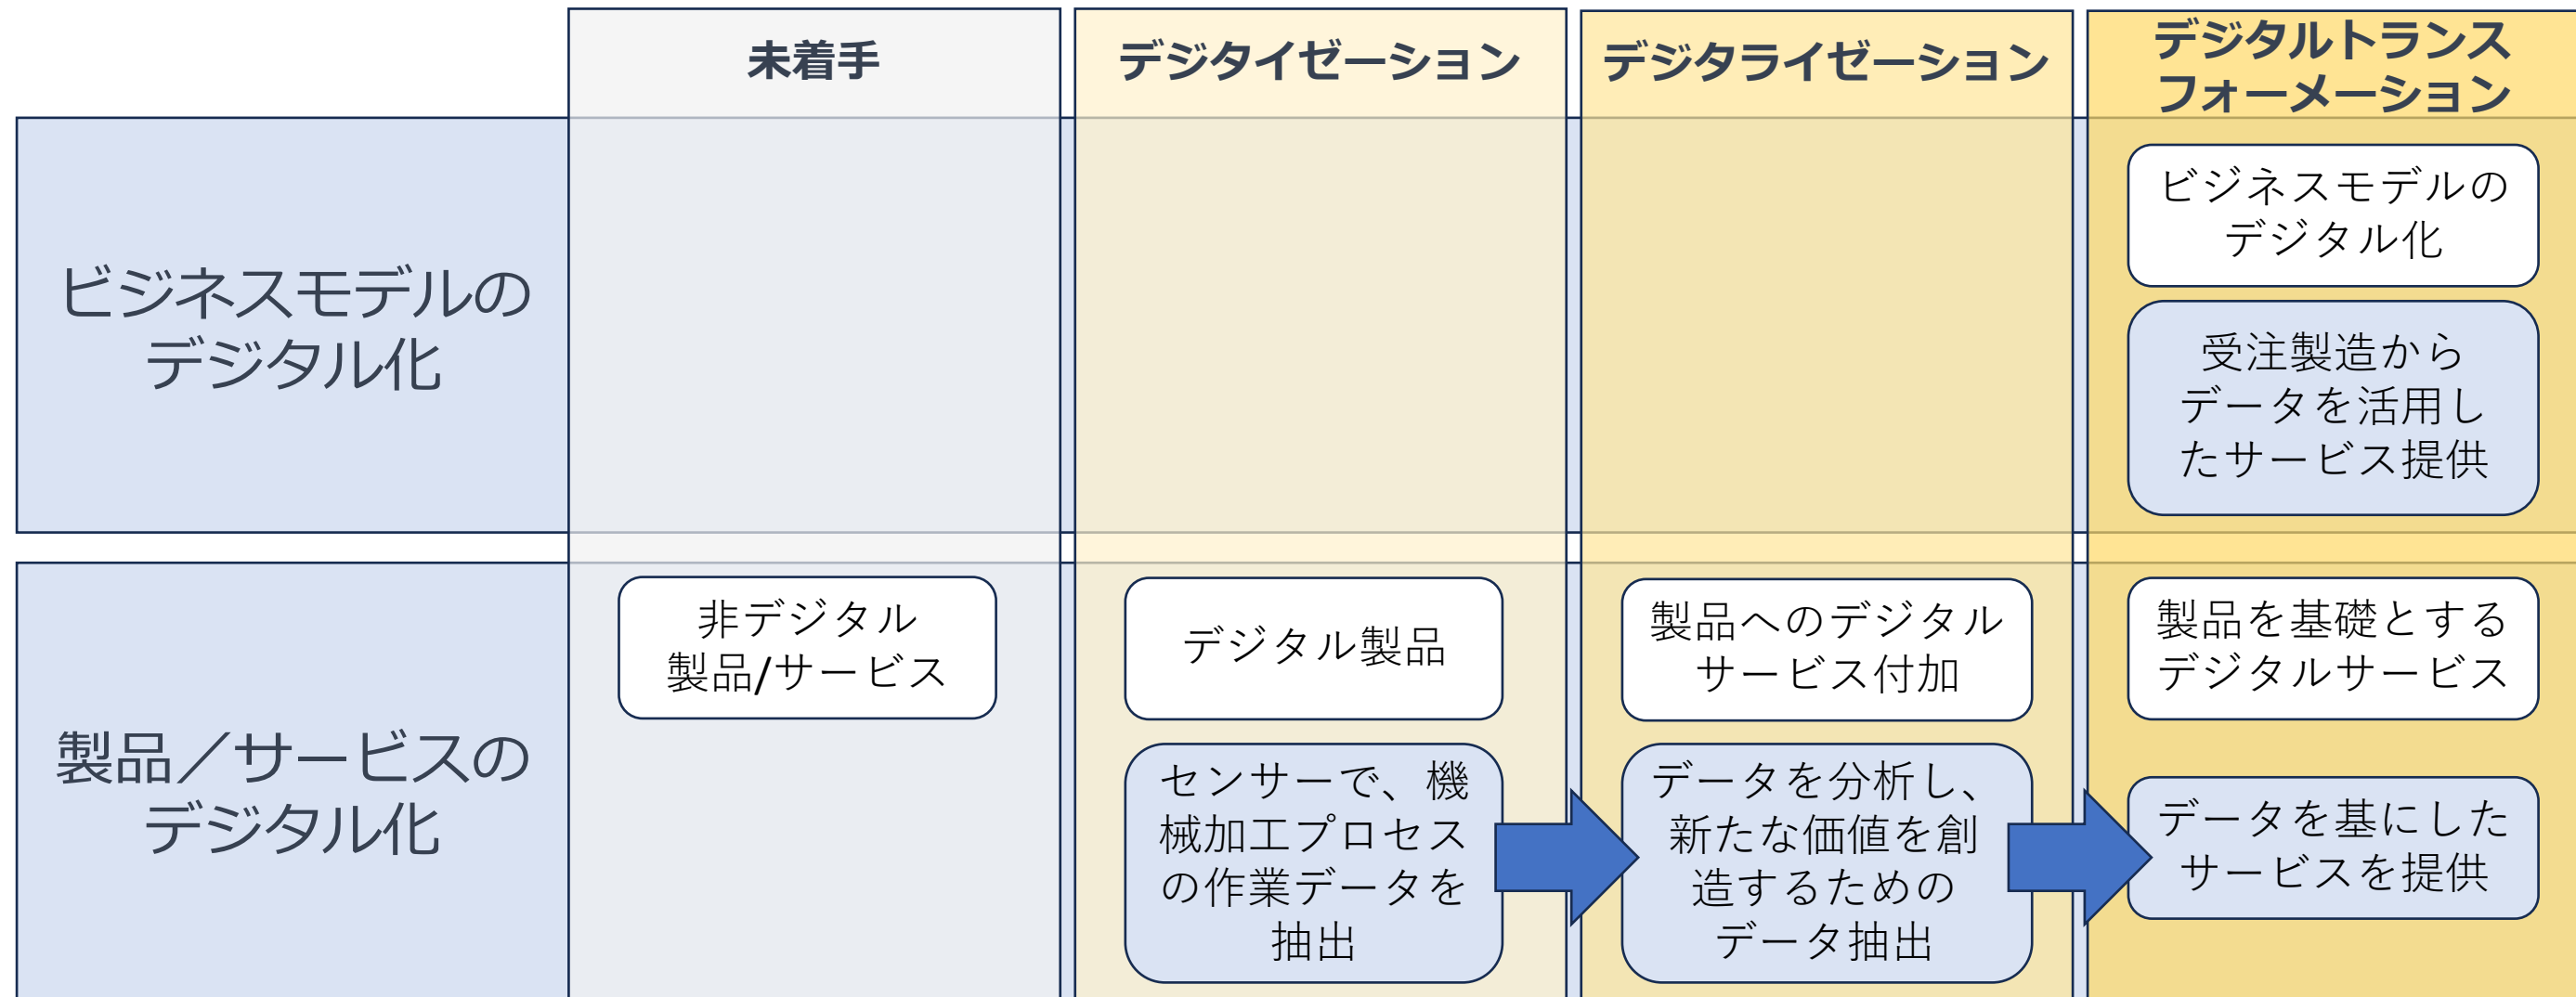 未着手
デジタイゼーション
デジタライゼーション
デジタルトランス
フォーメーション
ビジネスモデルの
デジタル化
ビジネスモデルの
デジタル化
受注製造から
データを活用し
たサービス提供
製品／サービスの
デジタル化
非デジタル
製品/サービス
デジタル製品
センサーで、機
械加工プロセス
の作業データを
抽出
製品へのデジタル
サービス付加
データを分析し、
新たな価値を創
造するための
データ抽出
製品を基礎とする
デジタルサービス
データを基にした
サービスを提供